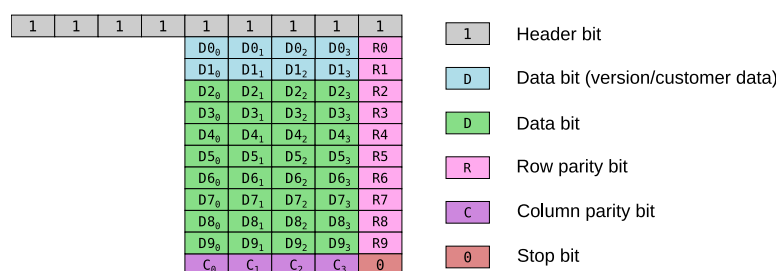 1 1 1 1 1 1 1 1 1
D0₀ D0₁ D0₂ D0₃ R0
D1₀ D1₁ D1₂ D1₃ R1
D2₀ D2₁ D2₂ D2₃ R2
D3₀ D3₁ D3₂ D3₃ R3
D4₀ D4₁ D4₂ D4₃ R4
D5₀ D5₁ D5₂ D5₃ R5
D6₀ D6₁ D6₂ D6₃ R6
D7₀ D7₁ D7₂ D7₃ R7
D8₀ D8₁ D8₂ D8₃ R8
D9₀ D9₁ D9₂ D9₃ R9
C₀ C₁ C₂ C₃ 0
1 Header bit
D Data bit (version/customer data)
D Data bit
R Row parity bit
C Column parity bit
0 Stop bit